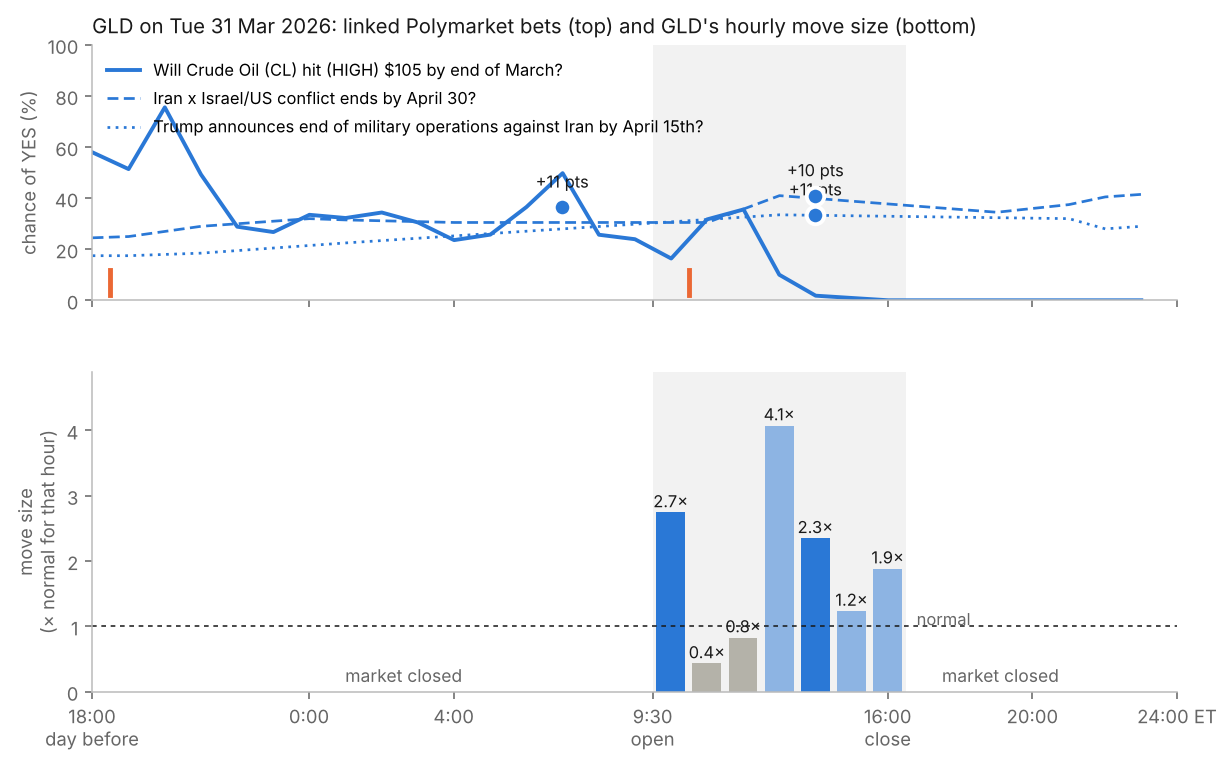 GLD on Tue 31 Mar 2026: linked Polymarket bets (top) and GLD's hourly move size (bottom)
chance of YES (%)
100
80
60
40
20
0
Will Crude Oil (CL) hit (HIGH) $105 by end of March?
Iran x Israel/US conflict ends by April 30?
Trump announces end of military operations against Iran by April 15th?
+11 pts
+10 pts
+11 pts
move size
(× normal for that hour)
4
3
2
1
0
2.7×
0.4×
0.8×
4.1×
2.3×
1.2×
1.9×
normal
market closed
market closed
18:00
day before
0:00
4:00
9:30
open
16:00
close
20:00
24:00 ET